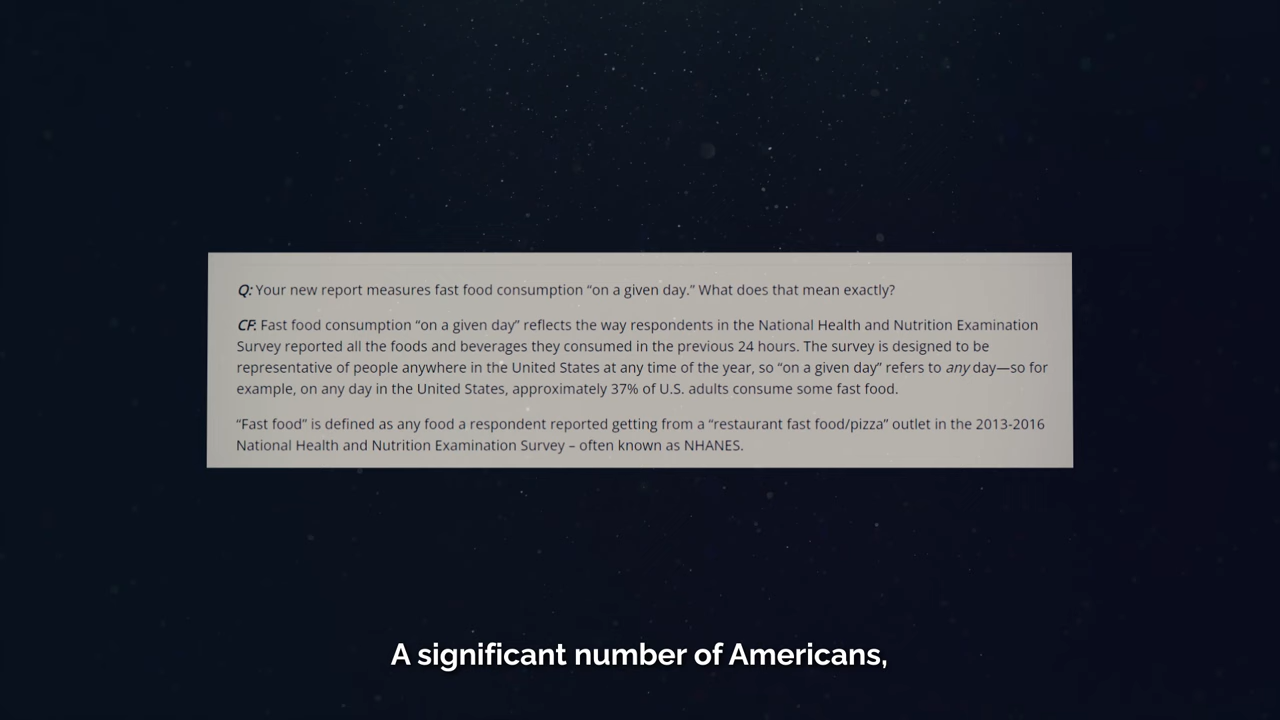 Q: Your new report measures fast food consumption “on a given day.” What does that mean exactly?
CF: Fast food consumption “on a given day” reflects the way respondents in the National Health and Nutrition Examination
Survey reported all the foods and beverages they consumed in the previous 24 hours. The survey is designed to be
representative of people anywhere in the United States at any time of the year, so “on a given day” refers to any day—so for
example, on any day in the United States, approximately 37% of U.S. adults consume some fast food.
“Fast food” is defined as any food a respondent reported getting from a “restaurant fast food/pizza” outlet in the 2013-2016
National Health and Nutrition Examination Survey – often known as NHANES.
A significant number of Americans,